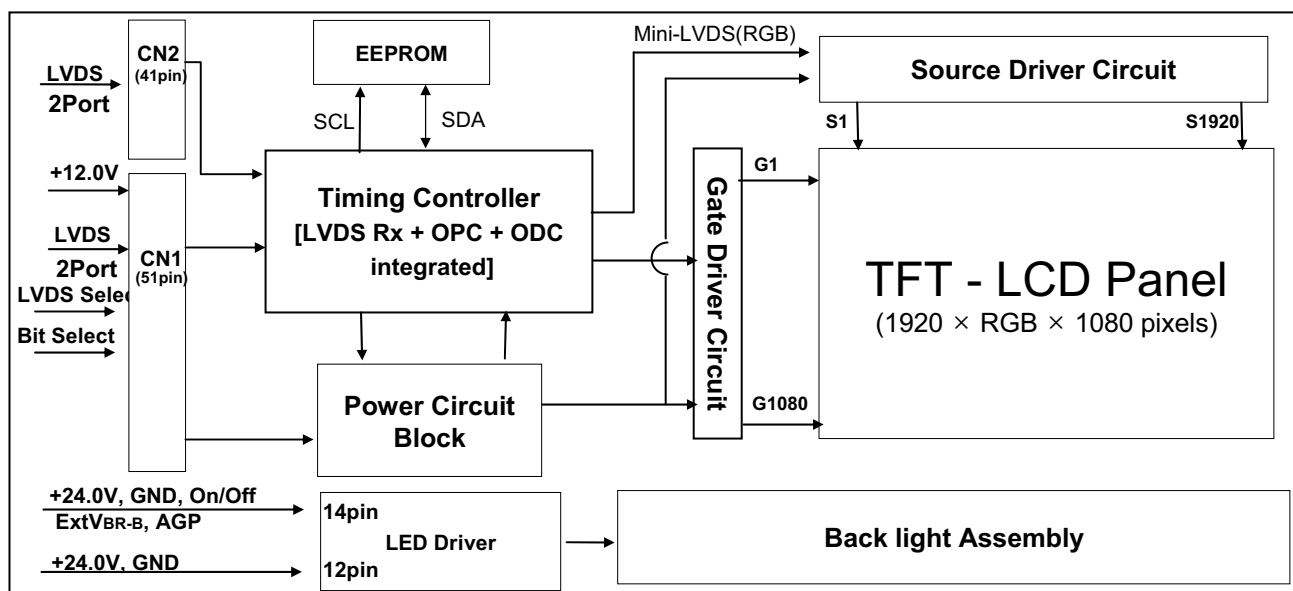 CN2
(41pin)
LVDS
2Port
+12.0V
LVDS
2Port
CN1
(51pin)
LVDS Selec
Bit Select
EEPROM
SCL
SDA
Timing Controller
[LVDS Rx + OPC + ODC
integrated]
Power Circuit
Block
Mini-LVDS(RGB)
Source Driver Circuit
S1
S1920
Gate Driver Circuit
G1
G1080
TFT - LCD Panel
(1920 × RGB × 1080 pixels)
+24.0V, GND, On/Off
ExtVBR-B, AGP
+24.0V, GND
14pin
LED Driver
12pin
Back light Assembly